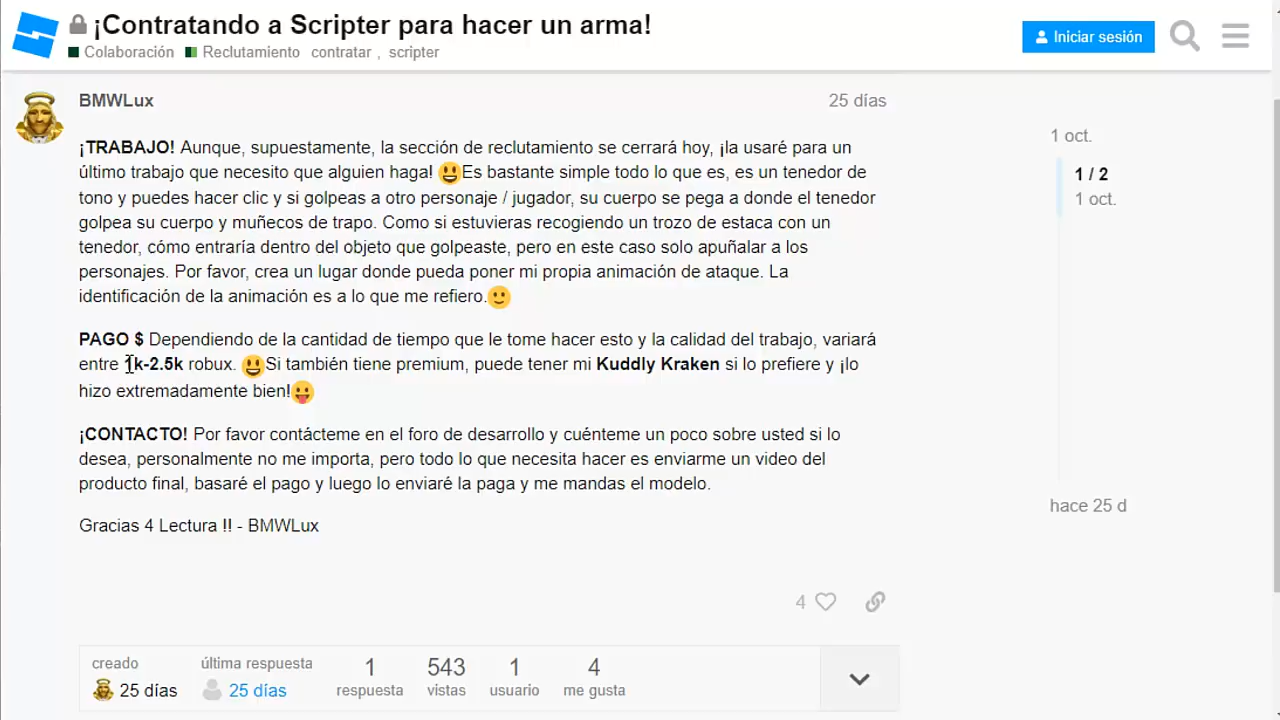 ¡Contratando a Scripter para hacer un arma!
Colaboración Reclutamiento contratar , scripter
Iniciar sesión
BMWLux
25 días
¡TRABAJO! Aunque, supuestamente, la sección de reclutamiento se cerrará hoy, ¡la usaré para un
último trabajo que necesito que alguien haga! 😃Es bastante simple todo lo que es, es un tenedor de
tono y puedes hacer clic y si golpeas a otro personaje / jugador, su cuerpo se pega a donde el tenedor
golpea su cuerpo y muñecos de trapo. Como si estuvieras recogiendo un trozo de estaca con un
tenedor, cómo entraría dentro del objeto que golpeaste, pero en este caso solo apuñalar a los
personajes. Por favor, crea un lugar donde pueda poner mi propia animación de ataque. La
identificación de la animación es a lo que me refiero.🙂
PAGO $ Dependiendo de la cantidad de tiempo que le tome hacer esto y la calidad del trabajo, variará
entre 1k-2.5k robux. 😃Si también tiene premium, puede tener mi Kuddly Kraken si lo prefiere y ¡lo
hizo extremadamente bien!😛
¡CONTACTO! Por favor contácteme en el foro de desarrollo y cuénteme un poco sobre usted si lo
desea, personalmente no me importa, pero todo lo que necesita hacer es enviarme un video del
producto final, basaré el pago y luego lo enviaré la paga y me mandas el modelo.
Gracias 4 Lectura !! - BMWLux
4
creado
25 días
última respuesta
25 días
1
respuesta
543
vistas
1
usuario
4
me gusta
1 oct.
1 / 2
1 oct.
hace 25 d